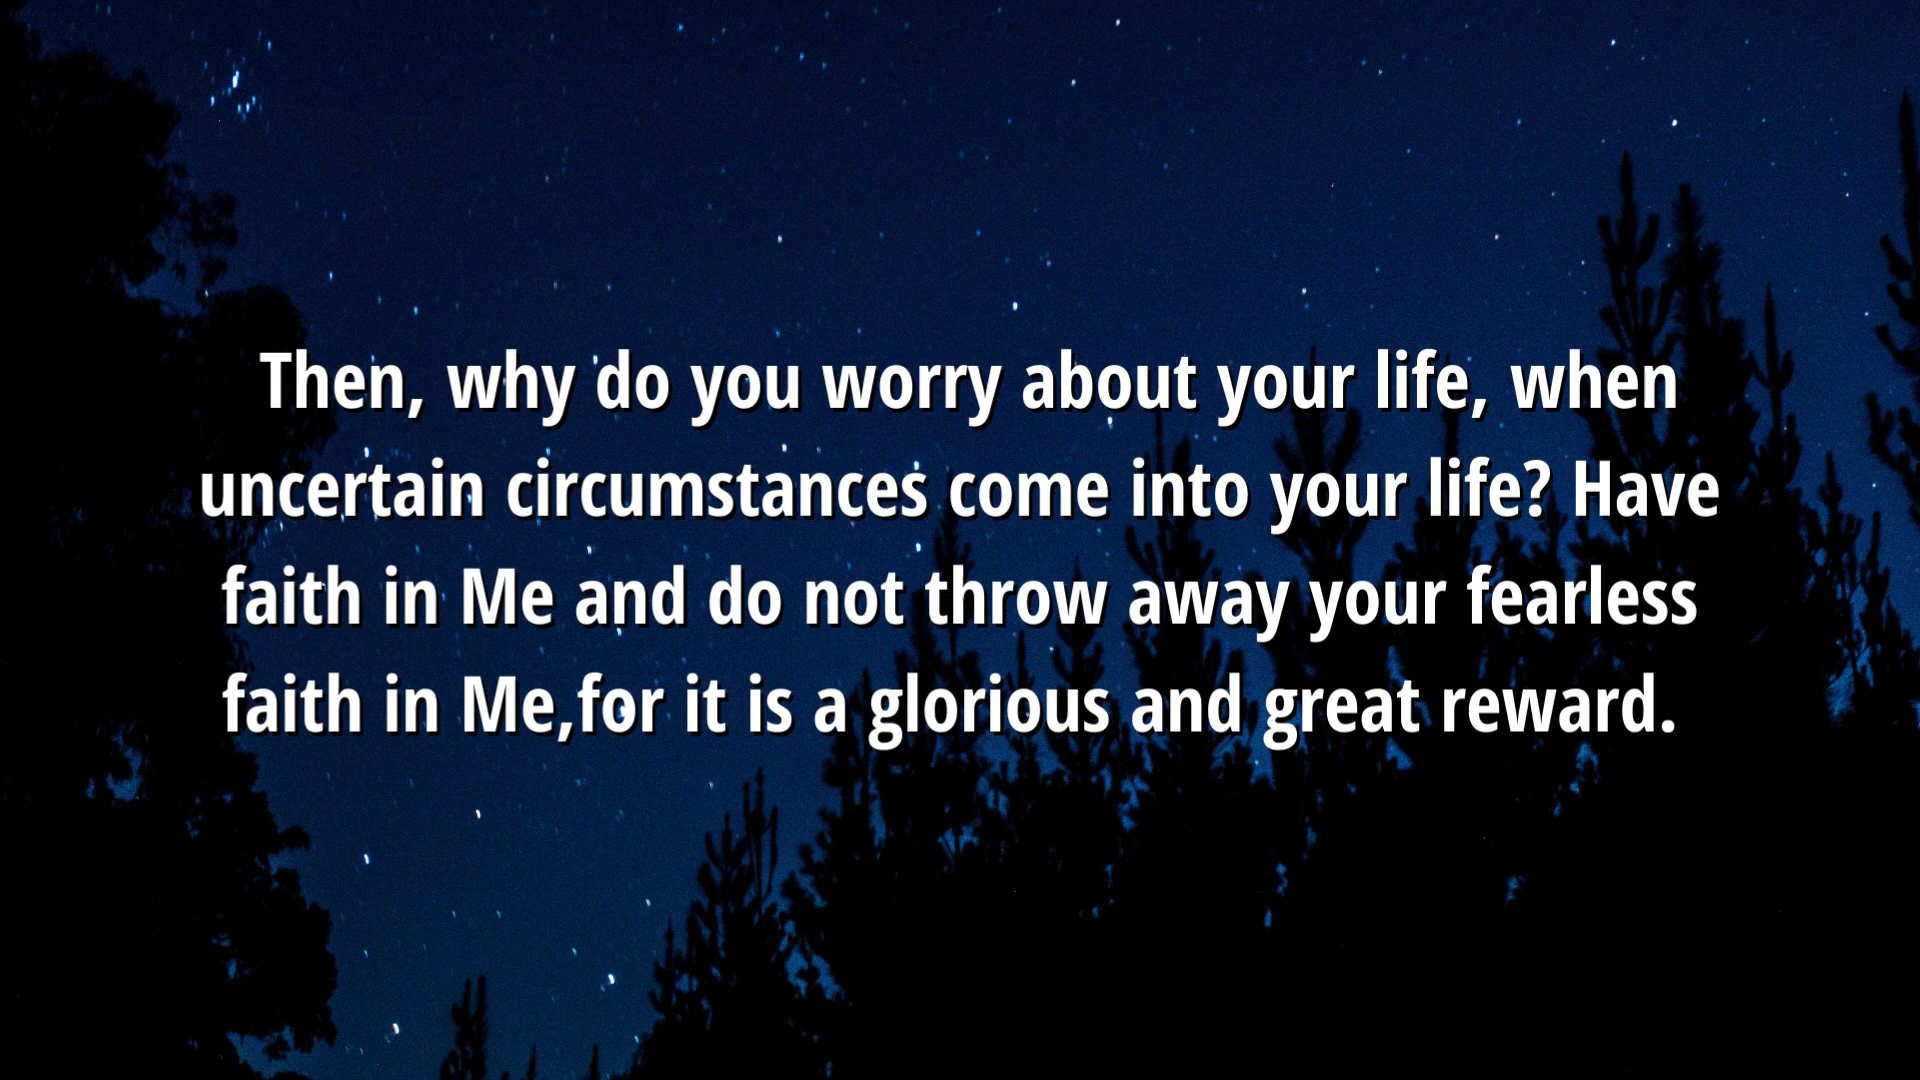 Then, why do you worry about your life, when
uncertain circumstances come into your life? Have
faith in Me and do not throw away your fearless
faith in Me,for it is a glorious and great reward.